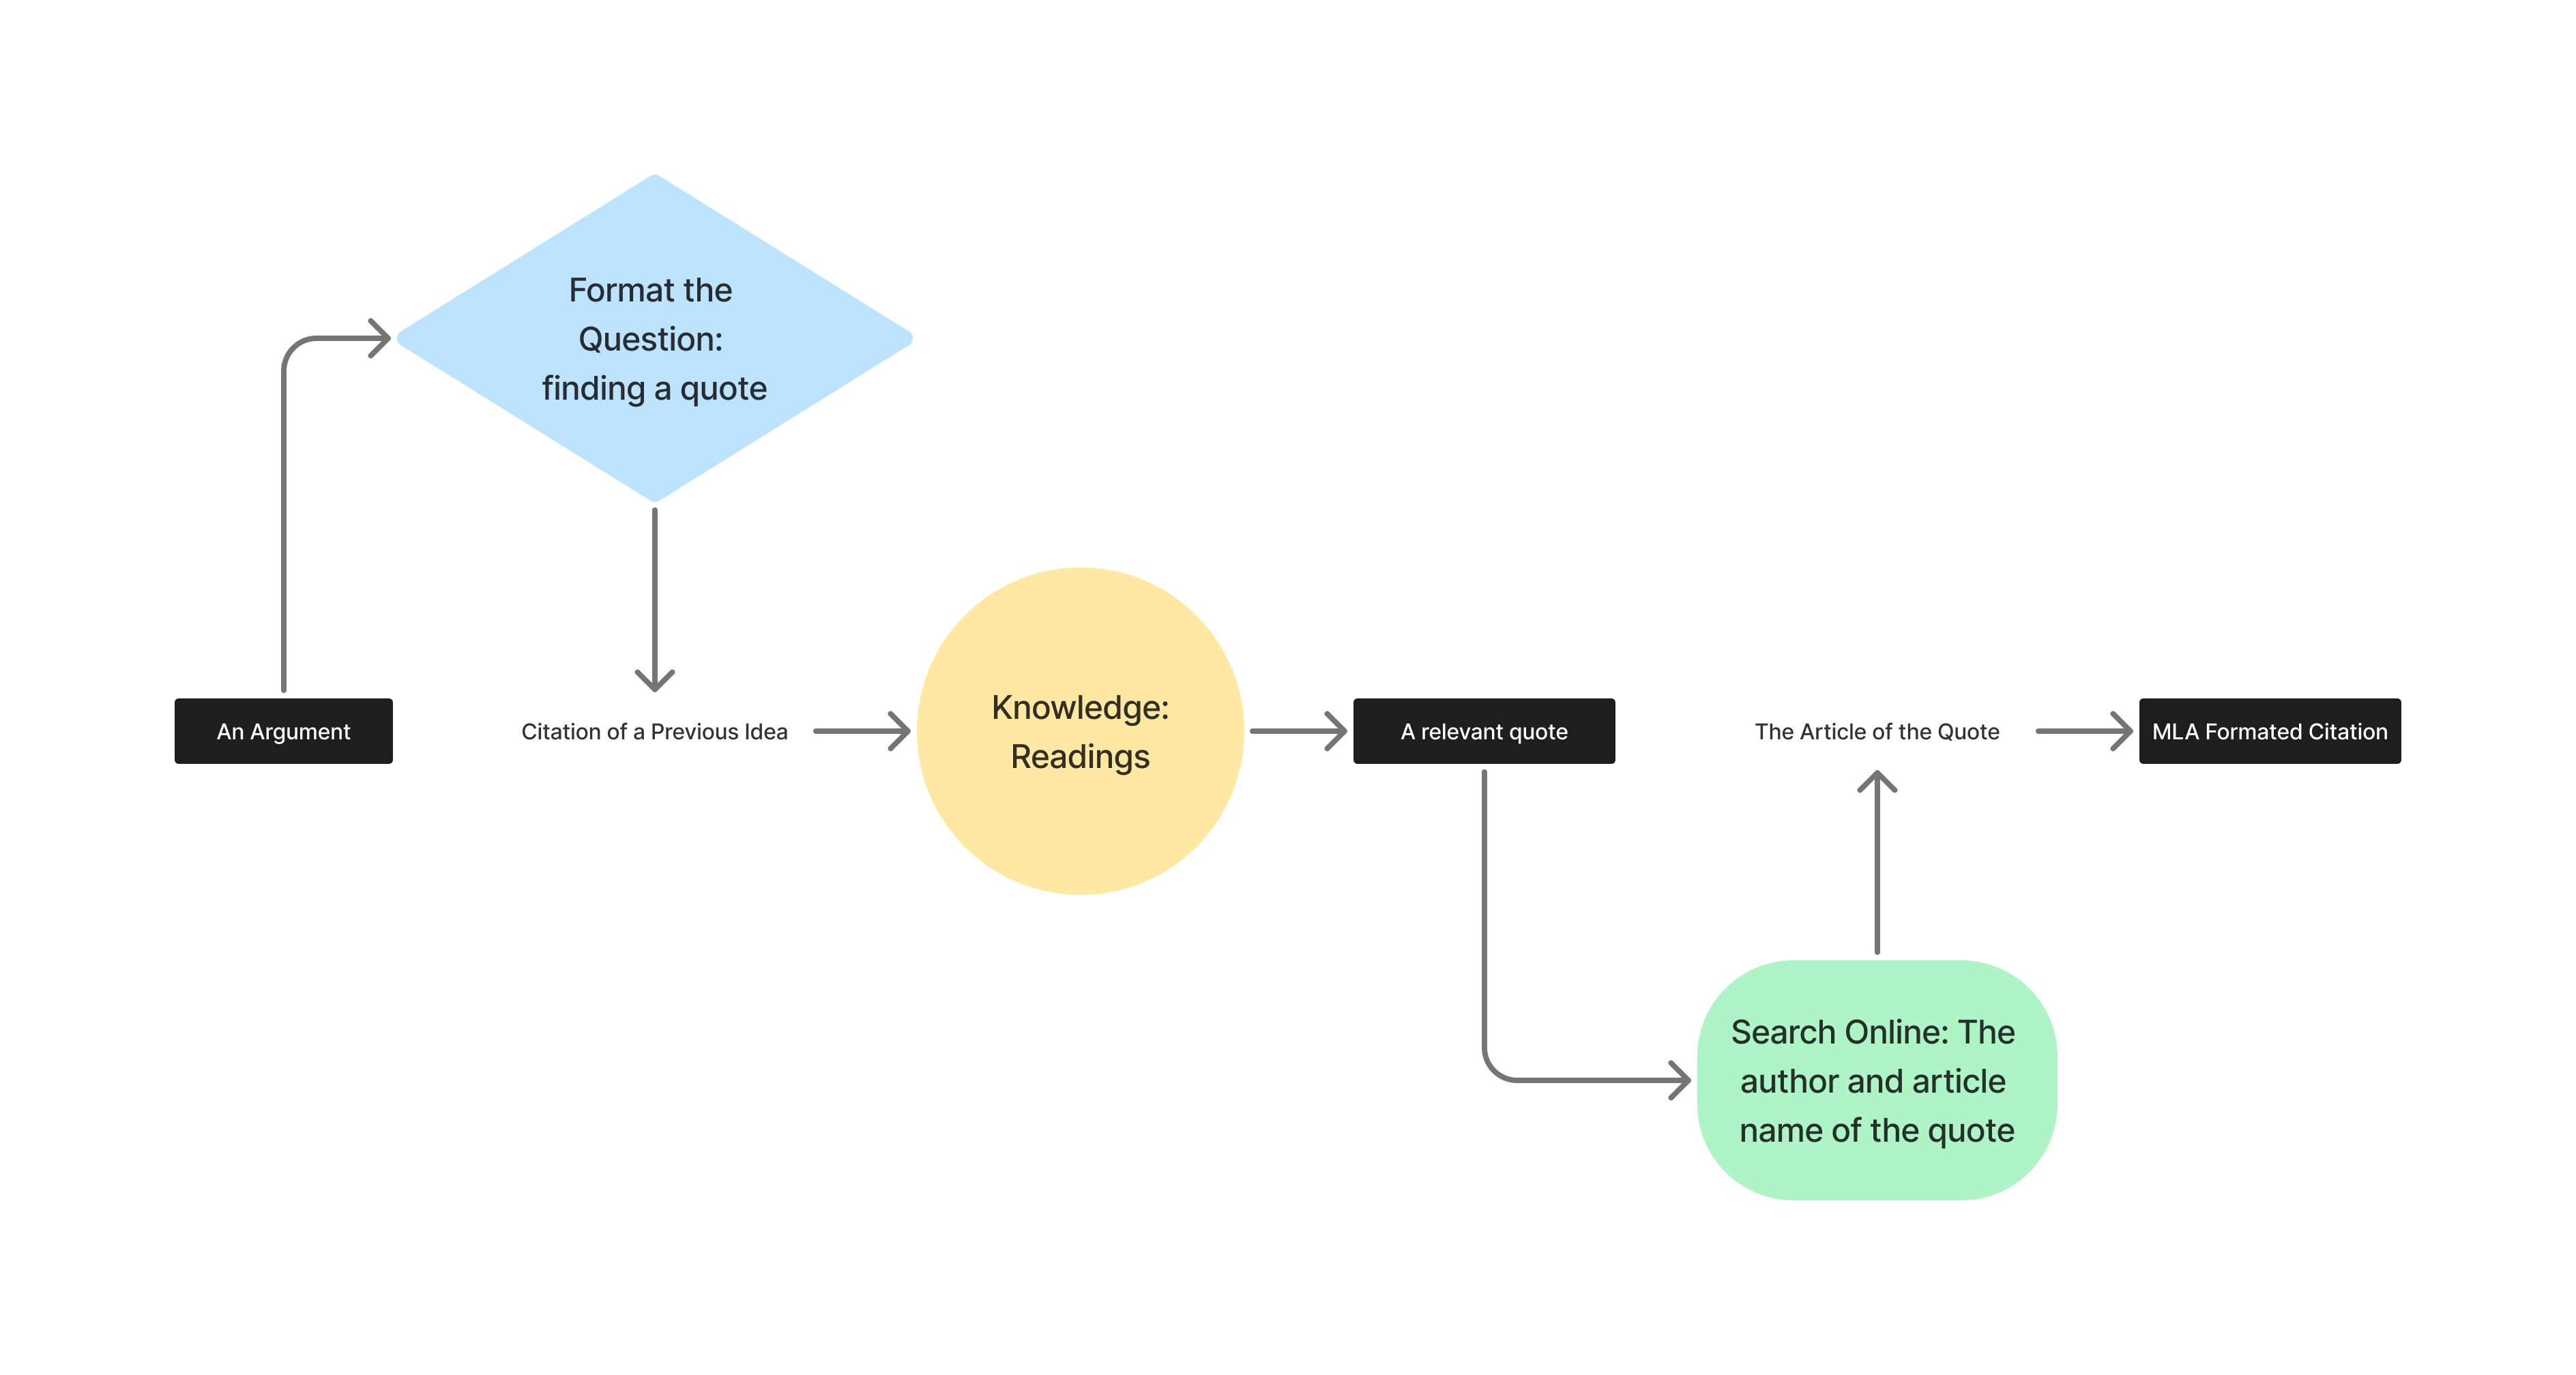 Format the
Question:
finding a quote
An Argument
Citation of a Previous Idea
Knowledge:
Readings
A relevant quote
The Article of the Quote
MLA Formated Citation
Search Online: The
author and article
name of the quote